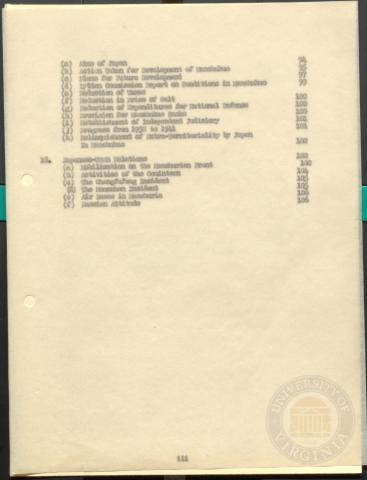 (a) Aims of Japan 94
(b) Action Taken for Development of Manchukuo 95
(c) Plans for Future Development 97
(d) Lytton Commission Report on Conditions in Manchukuo 99
(e) Reduction of Taxes
(f) Reduction in Price of Salt 100
(g) Reduction of Expenditures for National Defense 100
(h) Provision for Manchukuo Banks 100
(i) Establishment of Independent Judiciary 101
(j) Progress from 1932 to 1941 101
(k) Relinquishment of Extra-Territoriality by Japan
In Manchukuo 102
18. Japanese-USSR Relations 102
(a) Mobilization on the Manchurian Front 102
(b) Activities of the Comintern 104
(c) The Changkufeng Incident 105
(d) The Nomonhan Incident 105
(e) Air Bases in Manchuria 106
(f) Russian Attitude 106
UNIVERSITY OF VIRGINIA
iii